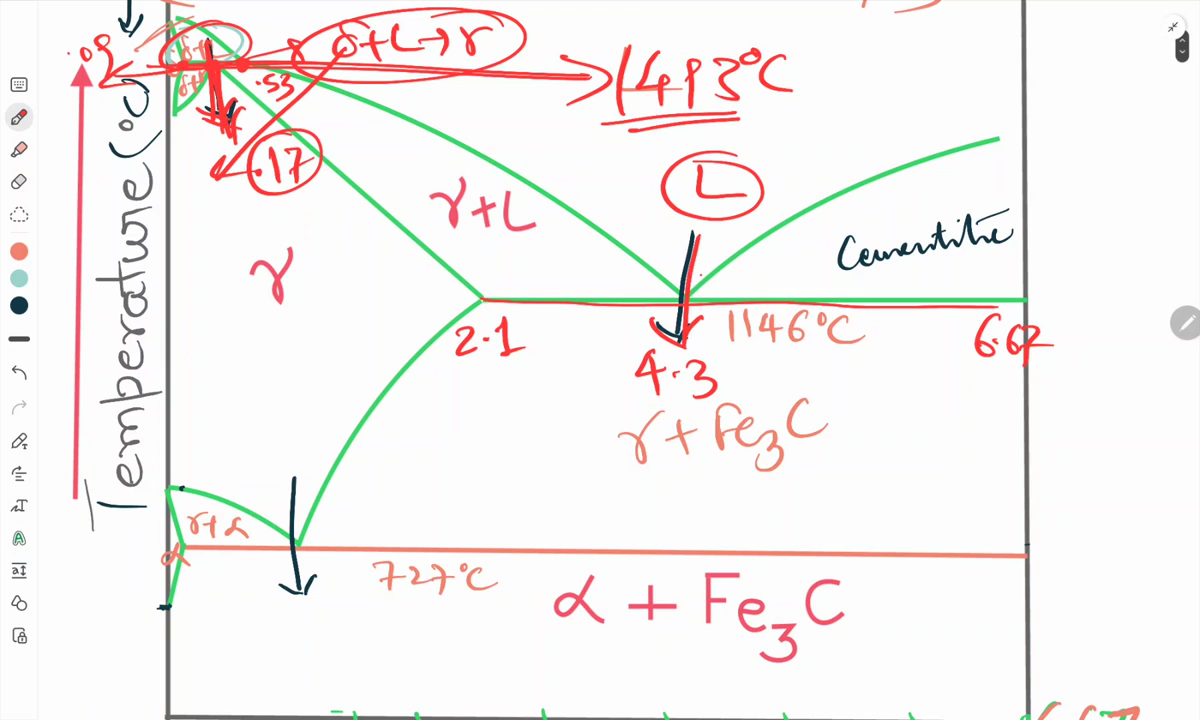 .09
δ+L→γ
1493°C
.53
.17
L
γ+L
γ
Cementite
Temperature (°C)
2.1
1146°C
6.67
4.3
γ+Fe3C
γ+α
α
727°C
α + Fe3C